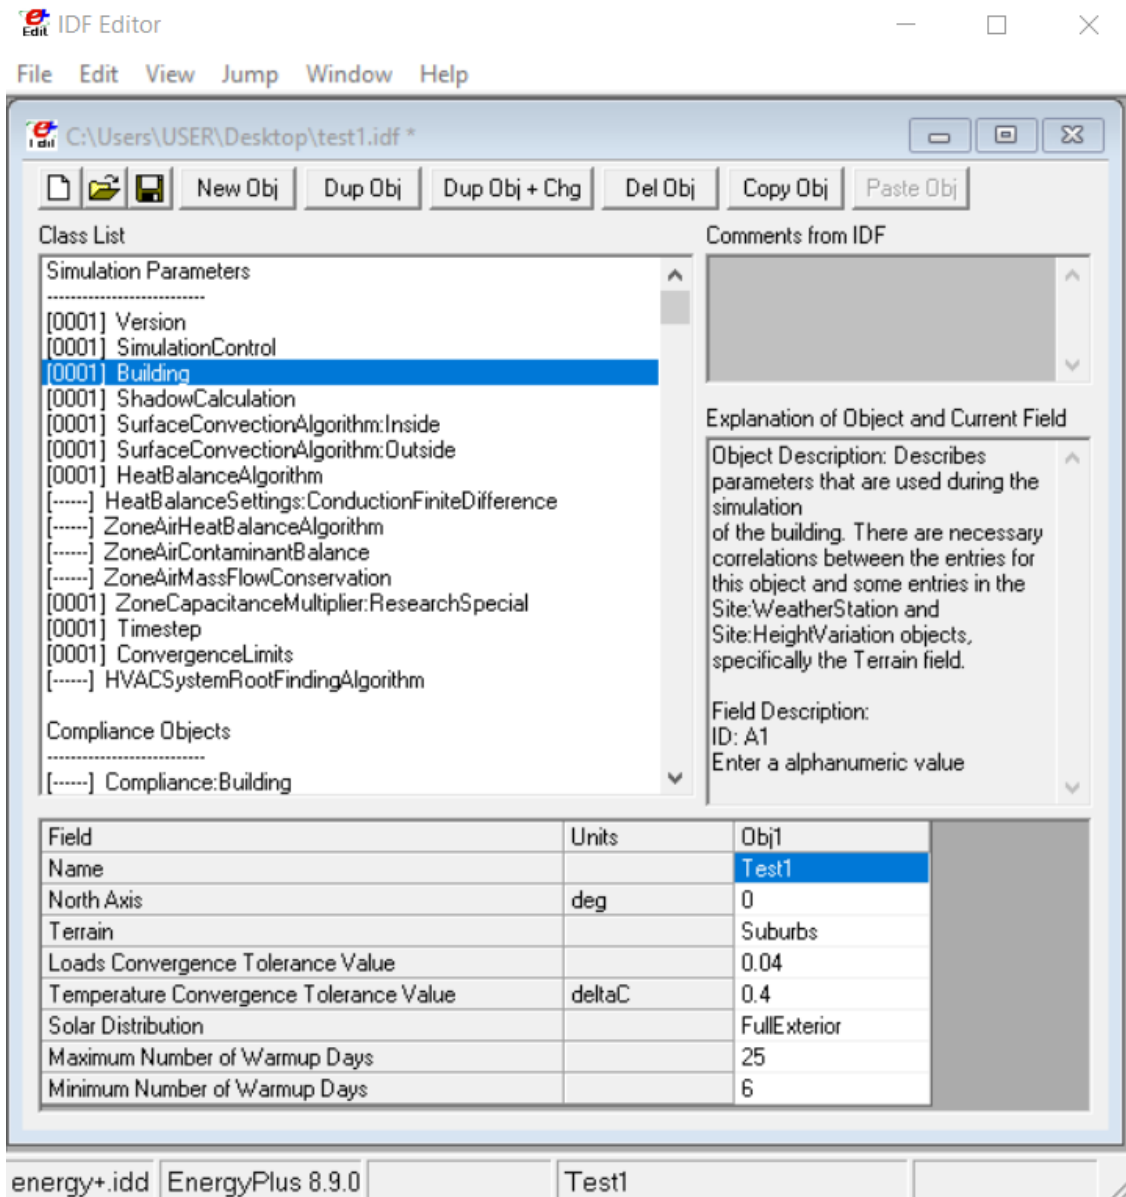 IDF Editor
File Edit View Jump Window Help
C:\Users\USER\Desktop\test1.idf *
New Obj Dup Obj Dup Obj + Chg Del Obj Copy Obj Paste Obj
Class List
Simulation Parameters
---------------------------
[0001] Version
[0001] SimulationControl
[0001] Building
[0001] ShadowCalculation
[0001] SurfaceConvectionAlgorithm:Inside
[0001] SurfaceConvectionAlgorithm:Outside
[0001] HeatBalanceAlgorithm
[------] HeatBalanceSettings:ConductionFiniteDifference
[------] ZoneAirHeatBalanceAlgorithm
[------] ZoneAirContaminantBalance
[------] ZoneAirMassFlowConservation
[0001] ZoneCapacitanceMultiplier:ResearchSpecial
[0001] Timestep
[0001] ConvergenceLimits
[------] HVACSystemRootFindingAlgorithm
Compliance Objects
---------------------------
[------] Compliance:Building
Comments from IDF
Explanation of Object and Current Field
Object Description: Describes
parameters that are used during the
simulation
of the building. There are necessary
correlations between the entries for
this object and some entries in the
Site:WeatherStation and
Site:HeightVariation objects,
specifically the Terrain field.
Field Description:
ID: A1
Enter a alphanumeric value
Field Units Obj1
Name Test1
North Axis deg 0
Terrain Suburbs
Loads Convergence Tolerance Value 0.04
Temperature Convergence Tolerance Value deltaC 0.4
Solar Distribution FullExterior
Maximum Number of Warmup Days 25
Minimum Number of Warmup Days 6
energy+.idd EnergyPlus 8.9.0 Test1